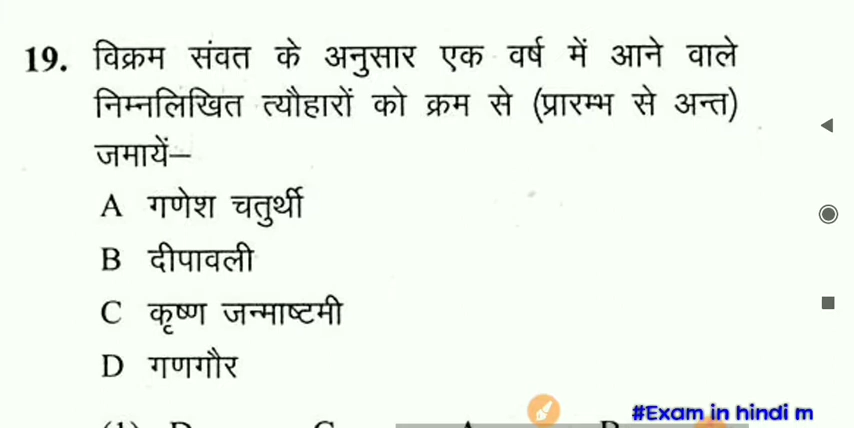 19. विक्रम संवत के अनुसार एक वर्ष में आने वाले
निम्नलिखित त्यौहारों को क्रम से (प्रारम्भ से अन्त)
जमायें–
A गणेश चतुर्थी
B दीपावली
C कृष्ण जन्माष्टमी
D गणगौर
#Exam in hindi m